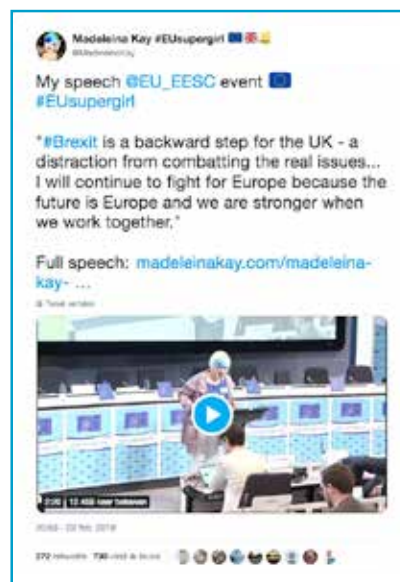 Madeleina Kay #EUsupergirl
My speech @EU_EESC event
#EUsupergirl
"#Brexit is a backward step for the UK - a
distraction from combatting the real issues...
I will continue to fight for Europe because the
future is Europe and we are stronger when
we work together."
Full speech: madeleinakay.com/madeleina-
kay- ...
272 retweets